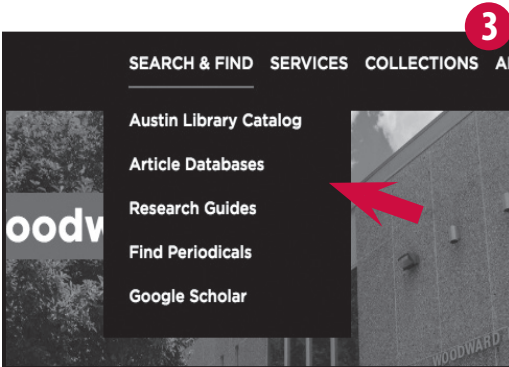 3
SEARCH & FIND SERVICES COLLECTIONS
Austin Library Catalog
Article Databases
Research Guides
oodw
Find Periodicals
Google Scholar
WOODWARD